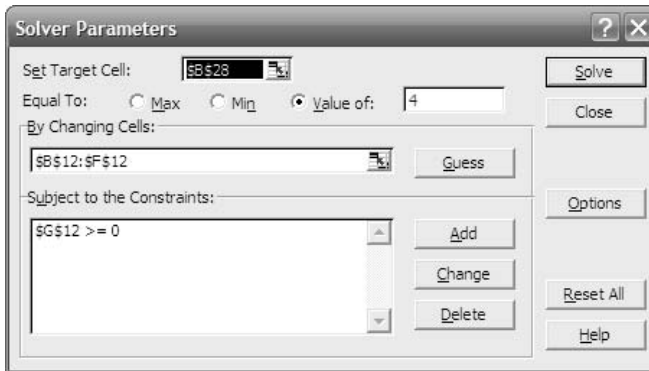 Solver Parameters
Set Target Cell: $B$28 Solve
Equal To: Max Min Value of: 4 Close
By Changing Cells:
$B$12:$F$12 Guess
Subject to the Constraints: Options
$G$12 >= 0 Add
Change
Reset All
Delete
Help